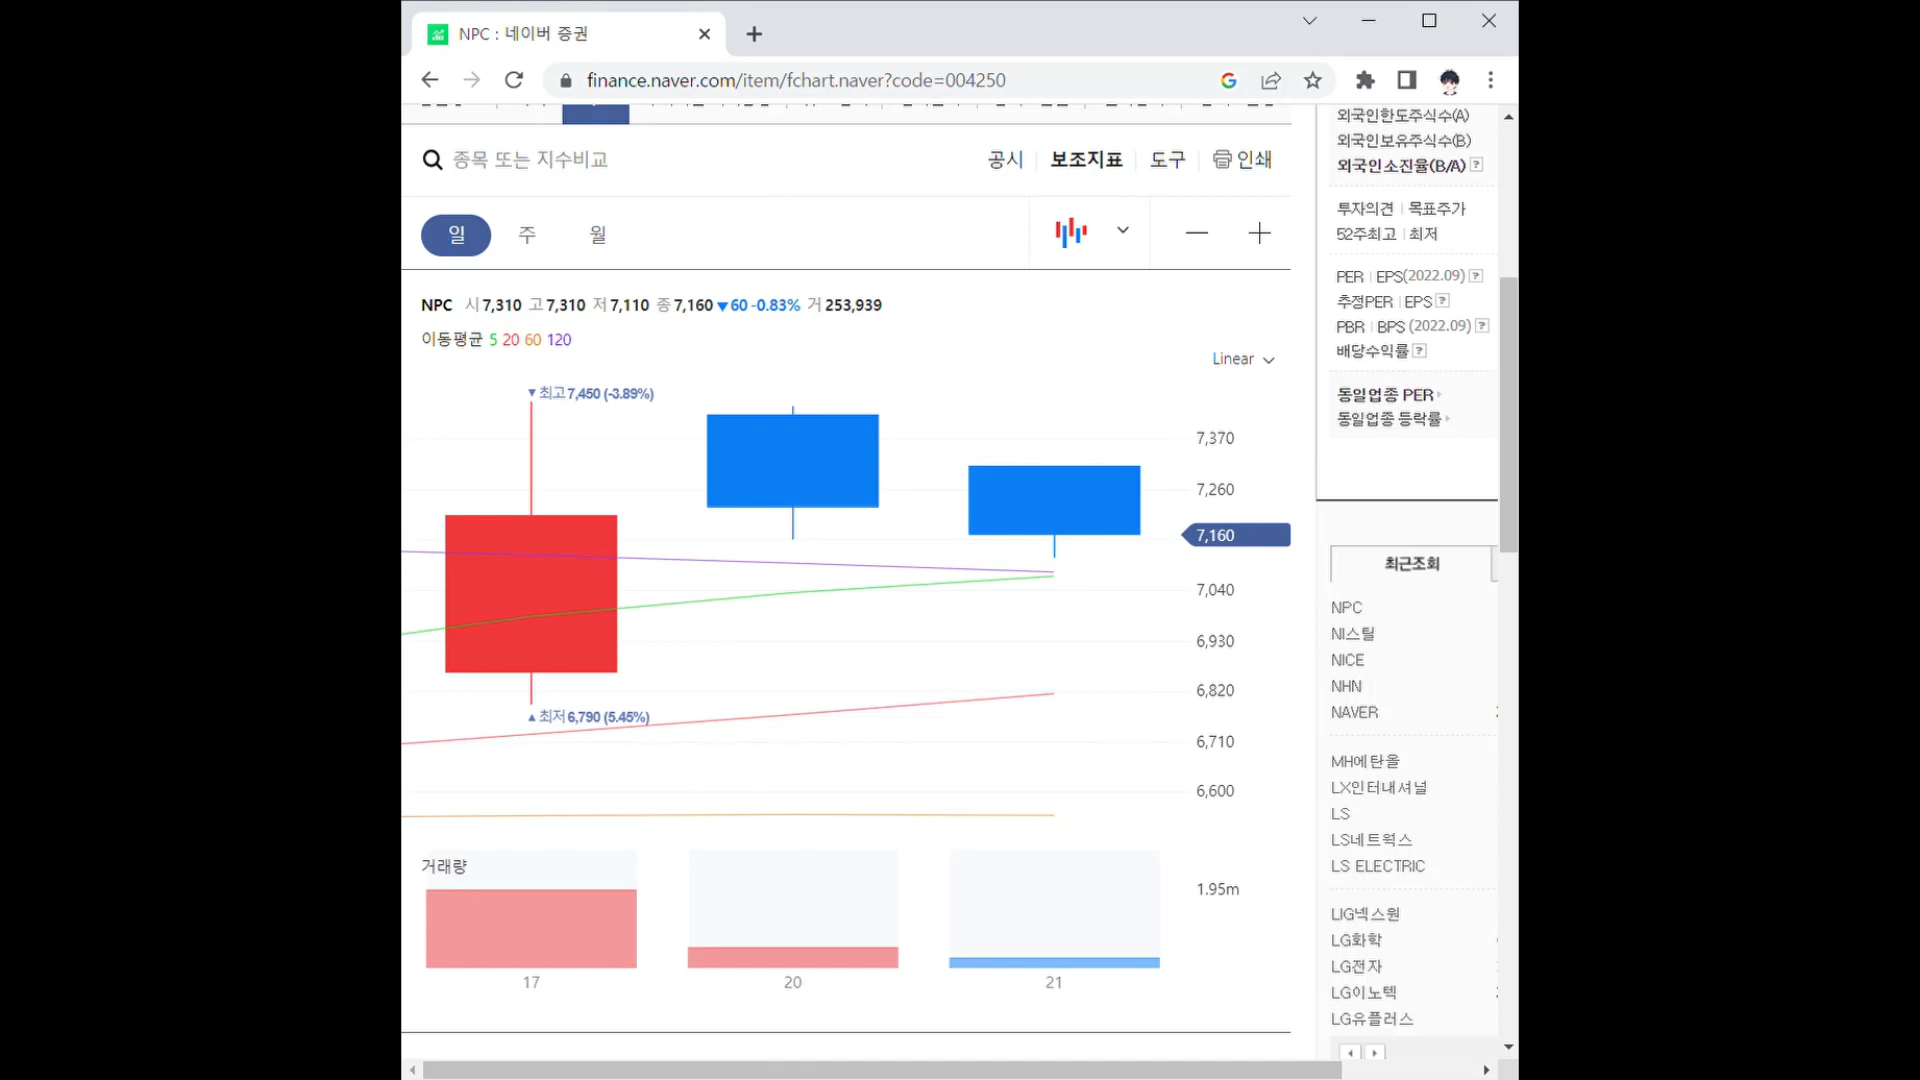 NPC : 네이버 증권
finance.naver.com/item/fchart.naver?code=004250
종목 또는 지수비교
공시 보조지표 도구 인쇄
일 주 월
NPC 시 7,310 고 7,310 저 7,110 종 7,160 ▼60 -0.83% 거 253,939
이동평균 5 20 60 120
Linear
▼최고 7,450 (-3.89%)
7,370
7,260
7,160
7,040
6,930
6,820
▲최저 6,790 (5.45%)
6,710
6,600
거래량
1.95m
17 20 21
외국인한도주식수(A)
외국인보유주식수(B)
외국인소진율(B/A) ?
투자의견 | 목표주가
52주최고 | 최저
PER | EPS(2022.09) ?
추정PER | EPS ?
PBR | BPS (2022.09) ?
배당수익률 ?
동일업종 PER
동일업종 등락률
최근조회
NPC
NI스틸
NICE
NHN
NAVER
MH에탄올
LX인터내셔널
LS
LS네트웍스
LS ELECTRIC
LIG넥스원
LG화학
LG전자
LG이노텍
LG유플러스